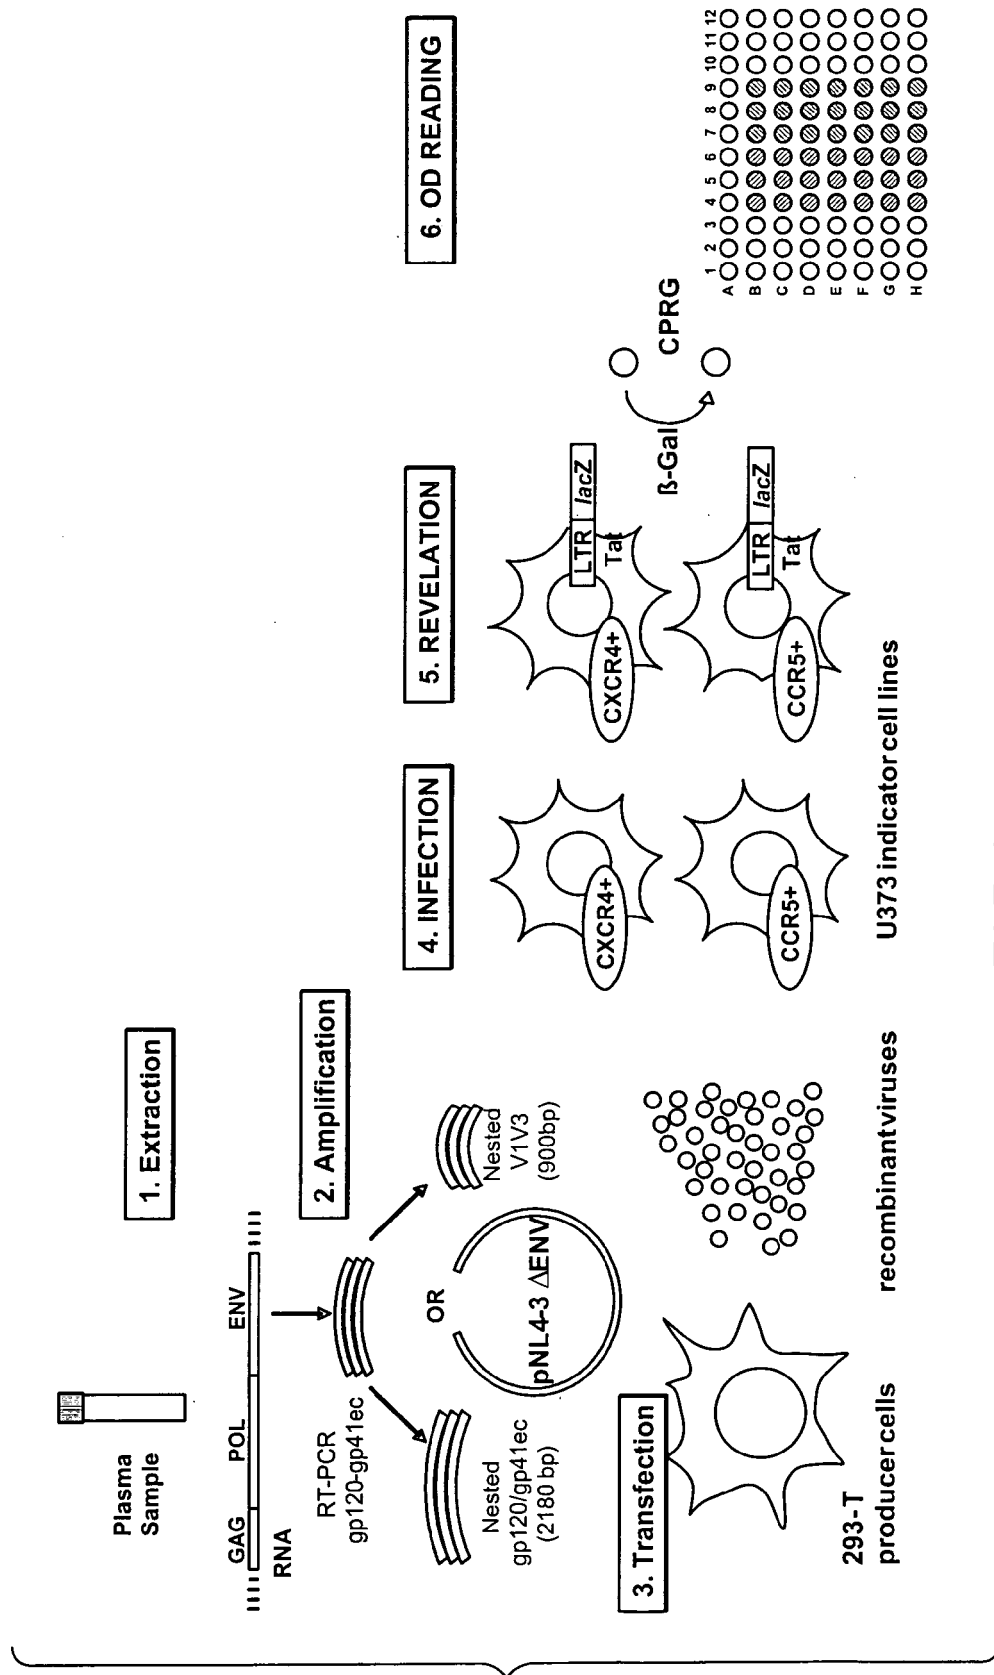 Plasma
Sample
1. Extraction
GAG POL ENV
RNA
2. Amplification
RT-PCR
gp120-gp41ec
OR
Nested
gp120/gp41ec
(2180 bp)
pNL4-3 ΔENV
Nested
V1V3
(900bp)
3. Transfection
293-T
producer cells
recombinant viruses
4. INFECTION
CXCR4+
CCR5+
U373 indicator cell lines
5. REVELATION
CXCR4+
LTR lacZ
Tat
CCR5+
LTR lacZ
Tat
ß-Gal
CPRG
6. OD READING
1 2 3 4 5 6 7 8 9 10 11 12
A
B
C
D
E
F
G
H